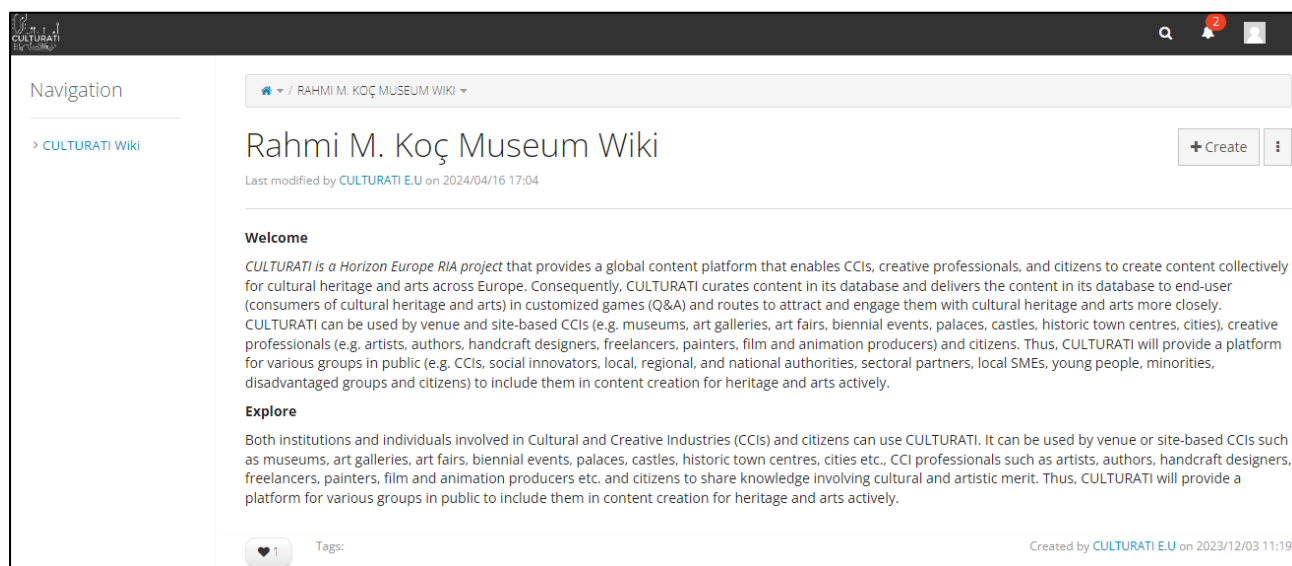 CULTURATI
2
Navigation
/ RAHMI M. KOÇ MUSEUM WIKI
> CULTURATI Wiki
Rahmi M. Koç Museum Wiki
+ Create
Last modified by CULTURATI E.U on 2024/04/16 17:04
Welcome
CULTURATI is a Horizon Europe RIA project that provides a global content platform that enables CCIs, creative professionals, and citizens to create content collectively
for cultural heritage and arts across Europe. Consequently, CULTURATI curates content in its database and delivers the content in its database to end-user
(consumers of cultural heritage and arts) in customized games (Q&A) and routes to attract and engage them with cultural heritage and arts more closely.
CULTURATI can be used by venue and site-based CCIs (e.g. museums, art galleries, art fairs, biennial events, palaces, castles, historic town centres, cities), creative
professionals (e.g. artists, authors, handcraft designers, freelancers, painters, film and animation producers) and citizens. Thus, CULTURATI will provide a platform
for various groups in public (e.g. CCIs, social innovators, local, regional, and national authorities, sectoral partners, local SMEs, young people, minorities,
disadvantaged groups and citizens) to include them in content creation for heritage and arts actively.
Explore
Both institutions and individuals involved in Cultural and Creative Industries (CCIs) and citizens can use CULTURATI. It can be used by venue or site-based CCIs such
as museums, art galleries, art fairs, biennial events, palaces, castles, historic town centres, cities etc., CCI professionals such as artists, authors, handcraft designers,
freelancers, painters, film and animation producers etc. and citizens to share knowledge involving cultural and artistic merit. Thus, CULTURATI will provide a
platform for various groups in public to include them in content creation for heritage and arts actively.
1
Tags:
Created by CULTURATI E.U on 2023/12/03 11:19